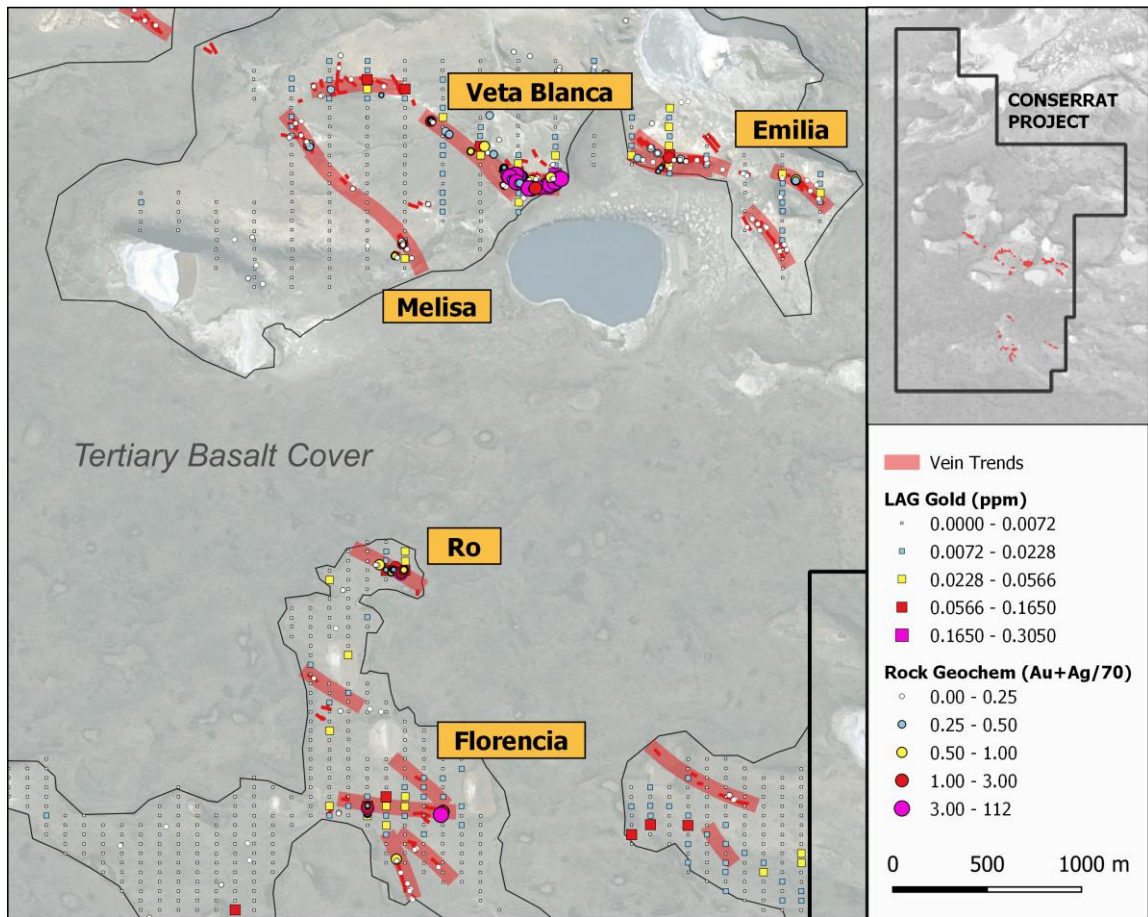 Veta Blanca
Emilia
Melisa
Tertiary Basalt Cover
Ro
Florencia
CONSERRAT
PROJECT
Vein Trends
LAG Gold (ppm)
0.0000 - 0.0072
0.0072 - 0.0228
0.0228 - 0.0566
0.0566 - 0.1650
0.1650 - 0.3050
Rock Geochem (Au+Ag/70)
0.00 - 0.25
0.25 - 0.50
0.50 - 1.00
1.00 - 3.00
3.00 - 112
0 500 1000 m